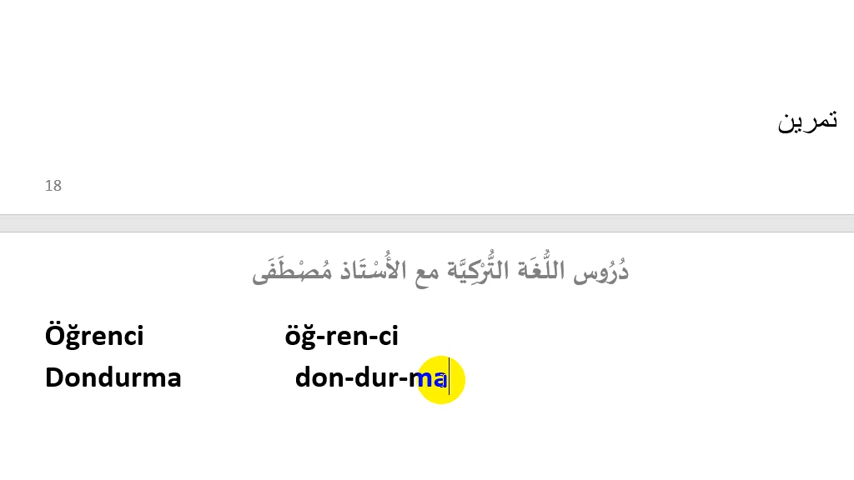 تمرين
18
دُرُوس اللُّغَة التُّرْكِيَّة مع الأُسْتَاذ مُصْطَفَى
Öğrenci öğ-ren-ci
Dondurma don-dur-ma